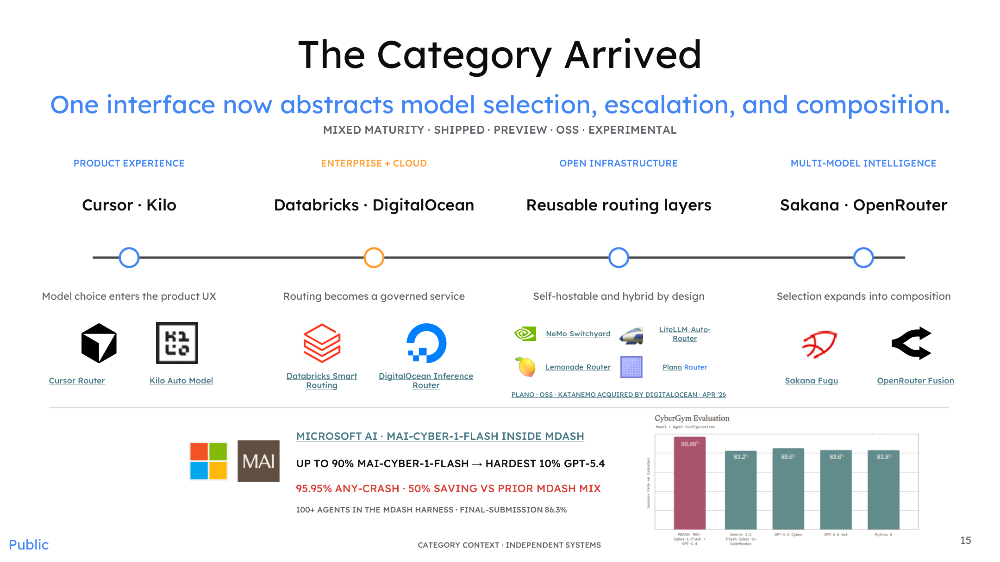 The Category Arrived
One interface now abstracts model selection, escalation, and composition.
MIXED MATURITY · SHIPPED · PREVIEW · OSS · EXPERIMENTAL
PRODUCT EXPERIENCE
ENTERPRISE + CLOUD
OPEN INFRASTRUCTURE
MULTI-MODEL INTELLIGENCE
Cursor · Kilo
Databricks · DigitalOcean
Reusable routing layers
Sakana · OpenRouter
Model choice enters the product UX
Routing becomes a governed service
Self-hostable and hybrid by design
Selection expands into composition
Cursor Router
Kilo Auto Model
Databricks Smart
Routing
DigitalOcean Inference
Router
NeMo Switchyard
LiteLLM Auto-
Router
Lemonade Router
Plano Router
PLANO · OSS · KATANEMO ACQUIRED BY DIGITALOCEAN · APR '26
Sakana Fugu
OpenRouter Fusion
MAI
MICROSOFT AI · MAI-CYBER-1-FLASH INSIDE MDASH
UP TO 90% MAI-CYBER-1-FLASH → HARDEST 10% GPT-5.4
95.95% ANY-CRASH · 50% SAVING VS PRIOR MDASH MIX
100+ AGENTS IN THE MDASH HARNESS · FINAL-SUBMISSION 86.3%
CyberGym Evaluation
Model + Agent Configurations
Success Rate on CyberGym
95.95%
83.2%
85.6%
83.6%
83.8%
MDASH: MAI-
Cyber-1-Flash +
GPT-5.4
Gemini 3.5
Flash Cyber in
CodeMender
GPT-5.5 Cyber
GPT-5.6 Sol
Mythos 5
Public
CATEGORY CONTEXT · INDEPENDENT SYSTEMS
15